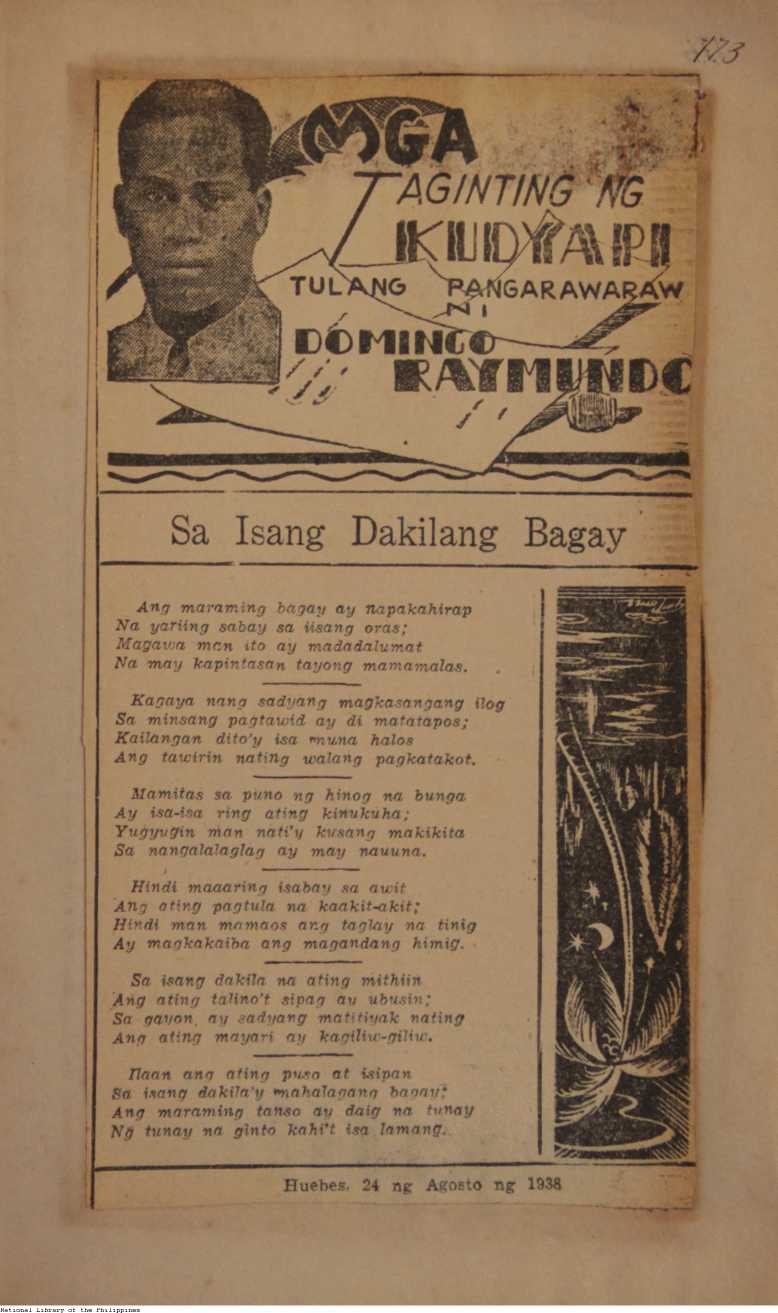 173
MGA
TAGINTING NG
KUDYAPI
TULANG PANGARAWARAW
NI
DOMINGO
RAYMUNDO
Sa Isang Dakilang Bagay
Ang maraming bagay ay napakahirap
Na yariing sabay sa iisang oras;
Magawa man ito ay madadalumat
Na may kapintasan tayong mamamalas.
Kagaya nang sadyang magkasangang ilog
Sa minsang pagtawid ay di matatapos;
Kailangan dito'y isa muna halos
Ang tawirin nating walang pagkatakot.
Mamitas sa puno ng hinog na bunga
Ay isa-isa ring ating kinukuha;
Yugyugin man nati'y kusang makikita
Sa nangalalaglag ay may nauuna.
Hindi maaaring isabay sa awit
Ang ating pagtula na kaakit-akit;
Hindi man mamaos ang taglay na tinig
Ay magkakaiba ang magandang himig.
Sa isang dakila na ating mithiin
Ang ating talino't sipag ay ubusin;
Sa gayon, ay sadyang matitiyak nating
Ang ating mayari ay kagiliw-giliw.
Ilaan ang ating puso at isipan
Sa isang dakila'y mahalagang bagay;
Ang maraming tanso ay daig na tunay
Ng tunay na ginto kahi't isa lamang.
Huebes, 24 ng Agosto ng 1938
National Library of the Philippines